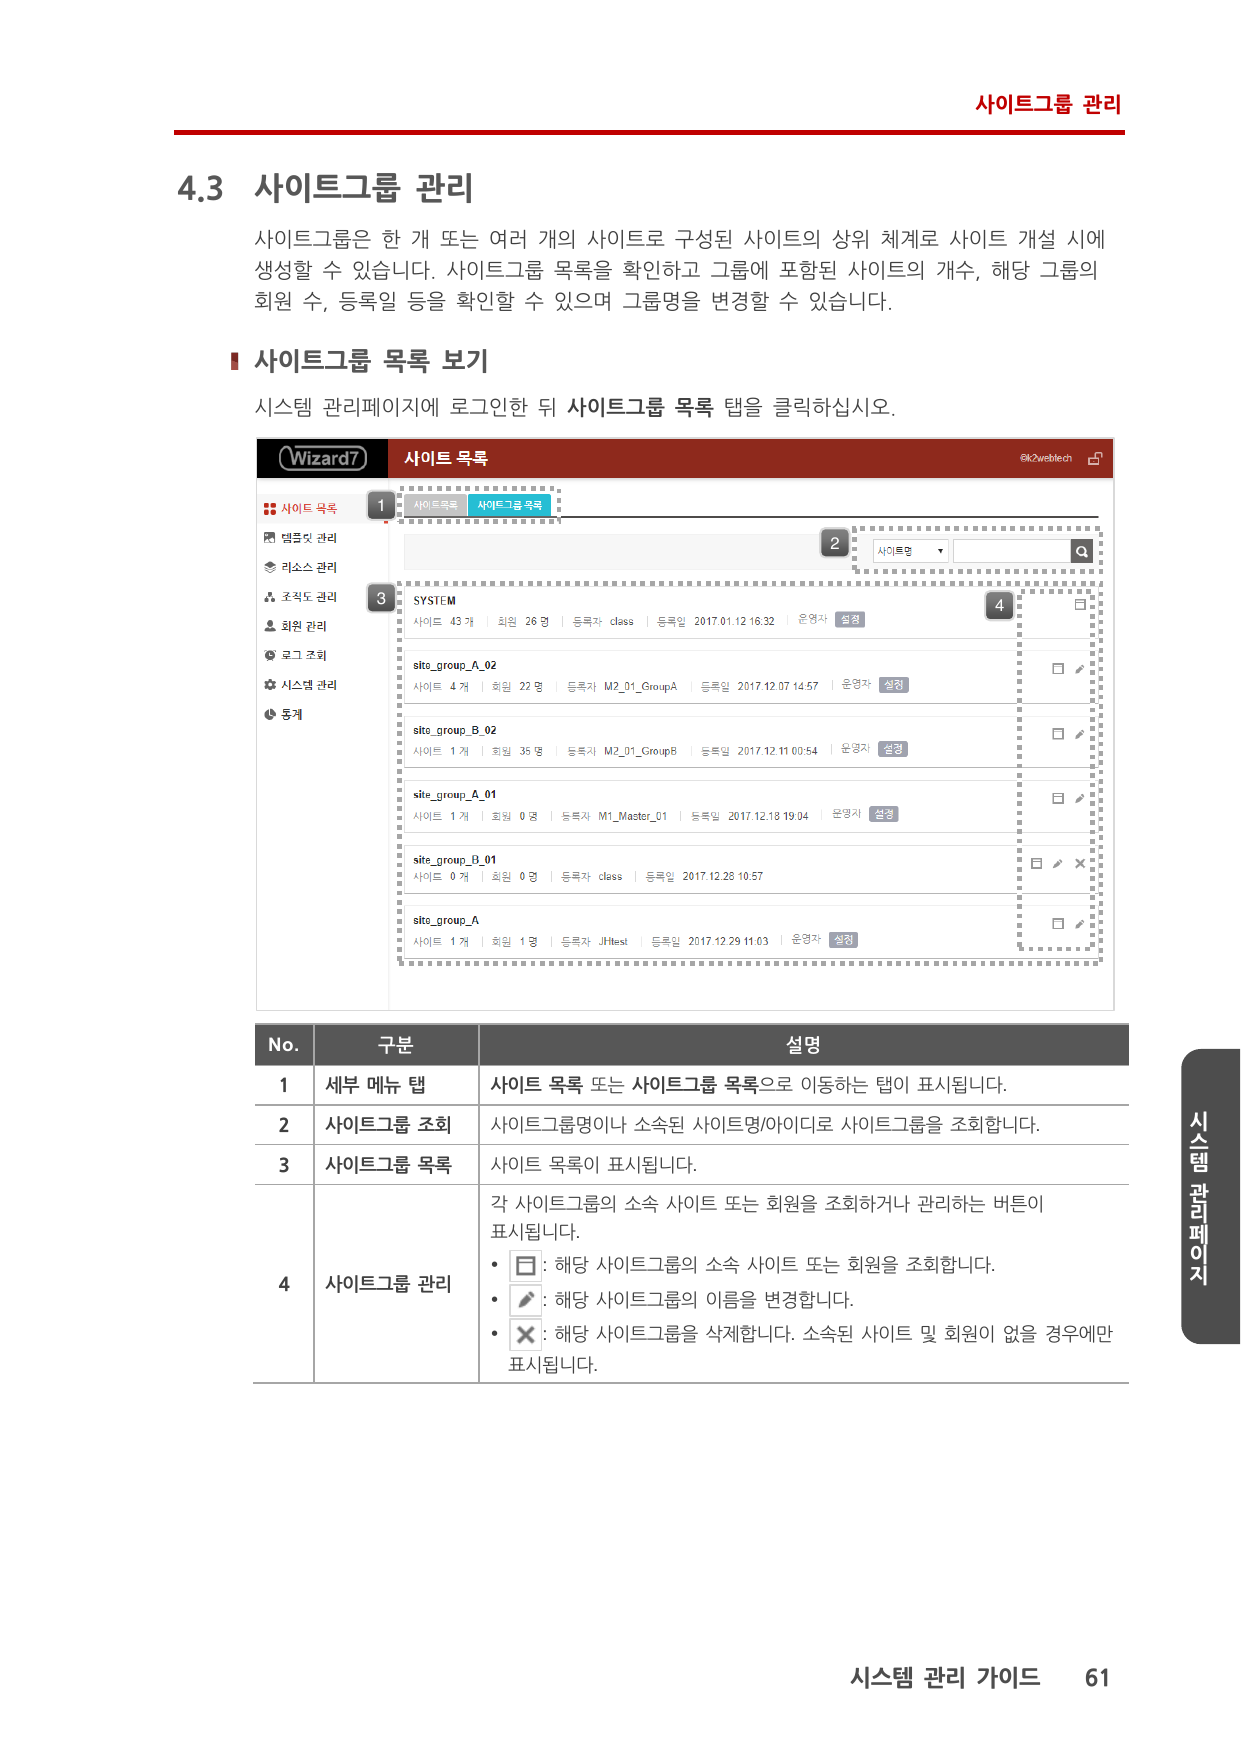 사이트그룹 관리
4.3 사이트그룹 관리
사이트그룹은 한 개 또는 여러 개의 사이트로 구성된 사이트의 상위 체계로 사이트 개설 시에
생성할 수 있습니다. 사이트그룹 목록을 확인하고 그룹에 포함된 사이트의 개수, 해당 그룹의
회원 수, 등록일 등을 확인할 수 있으며 그룹명을 변경할 수 있습니다.
사이트그룹 목록 보기
시스템 관리페이지에 로그인한 뒤 사이트그룹 목록 탭을 클릭하십시오.
Wizard7 사이트 목록 @k2webtech
사이트 목록
템플릿 관리
리소스 관리
조직도 관리
회원 관리
로그 조회
시스템 관리
통계
1 사이트목록 사이트그룹 목록
2 사이트명
3 SYSTEM 4
사이트 43 개 회원 26 명 등록자 class 등록일 2017.01.12 16:32 운영자 설정
site_group_A_02
사이트 4 개 회원 22 명 등록자 M2_01_GroupA 등록일 2017.12.07 14:57 운영자 설정
site_group_B_02
사이트 1 개 회원 35 명 등록자 M2_01_GroupB 등록일 2017.12.11 00:54 운영자 설정
site_group_A_01
사이트 1 개 회원 0 명 등록자 M1_Master_01 등록일 2017.12.18 19:04 운영자 설정
site_group_B_01
사이트 0 개 회원 0 명 등록자 class 등록일 2017.12.28 10:57
site_group_A
사이트 1 개 회원 1 명 등록자 JHtest 등록일 2017.12.29 11:03 운영자 설정
No. 구분 설명
1 세부 메뉴 탭 사이트 목록 또는 사이트그룹 목록으로 이동하는 탭이 표시됩니다.
2 사이트그룹 조회 사이트그룹명이나 소속된 사이트명/아이디로 사이트그룹을 조회합니다.
3 사이트그룹 목록 사이트 목록이 표시됩니다.
4 사이트그룹 관리 각 사이트그룹의 소속 사이트 또는 회원을 조회하거나 관리하는 버튼이
표시됩니다.
• : 해당 사이트그룹의 소속 사이트 또는 회원을 조회합니다.
• : 해당 사이트그룹의 이름을 변경합니다.
• : 해당 사이트그룹을 삭제합니다. 소속된 사이트 및 회원이 없을 경우에만
표시됩니다.
시스템 관리페이지
시스템 관리 가이드 61